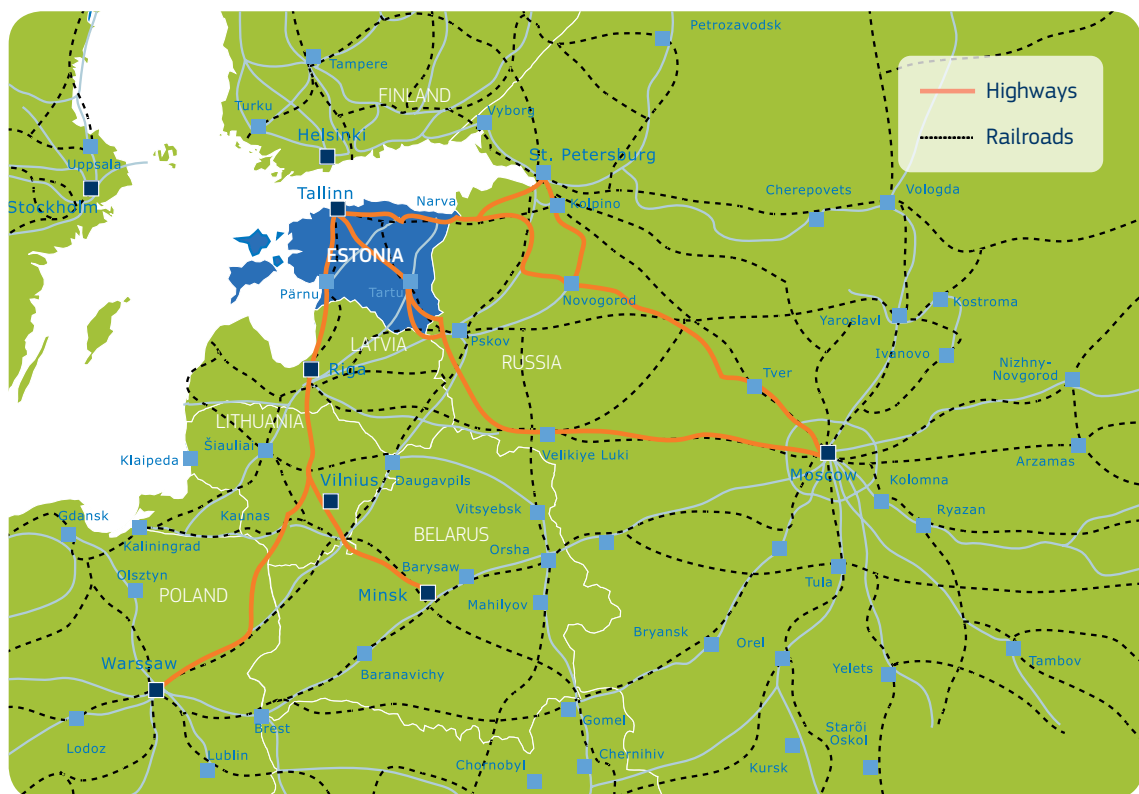 Petrozavodsk
Tampere
FINLAND
Highways
Turku
Vyborg
Helsinki
Railroads
Uppsala
St. Petersburg
Stockholm
Tallinn
Narva
Kolpino
Cherepovets
Vologda
ESTONIA
Pärnu
Tartu
Novogorod
Kostroma
Yaroslavl
LATVIA
Pskov
RUSSIA
Ivanovo
Nizhny-
Novgorod
Riga
Tver
LITHUANIA
Šiauliai
Klaipeda
Velikiye Luki
Arzamas
Vilnius
Daugavpils
Moscow
Kolomna
Gdansk
Kaunas
Vitsyebsk
Ryazan
Kaliningrad
BELARUS
Orsha
Olsztyn
Barysaw
Tula
POLAND
Minsk
Mahilyov
Bryansk
Orel
Warssaw
Baranavichy
Yelets
Tambov
Brest
Gomel
Starõi
Oskol
Lodoz
Lublin
Chornobyl
Chernihiv
Kursk